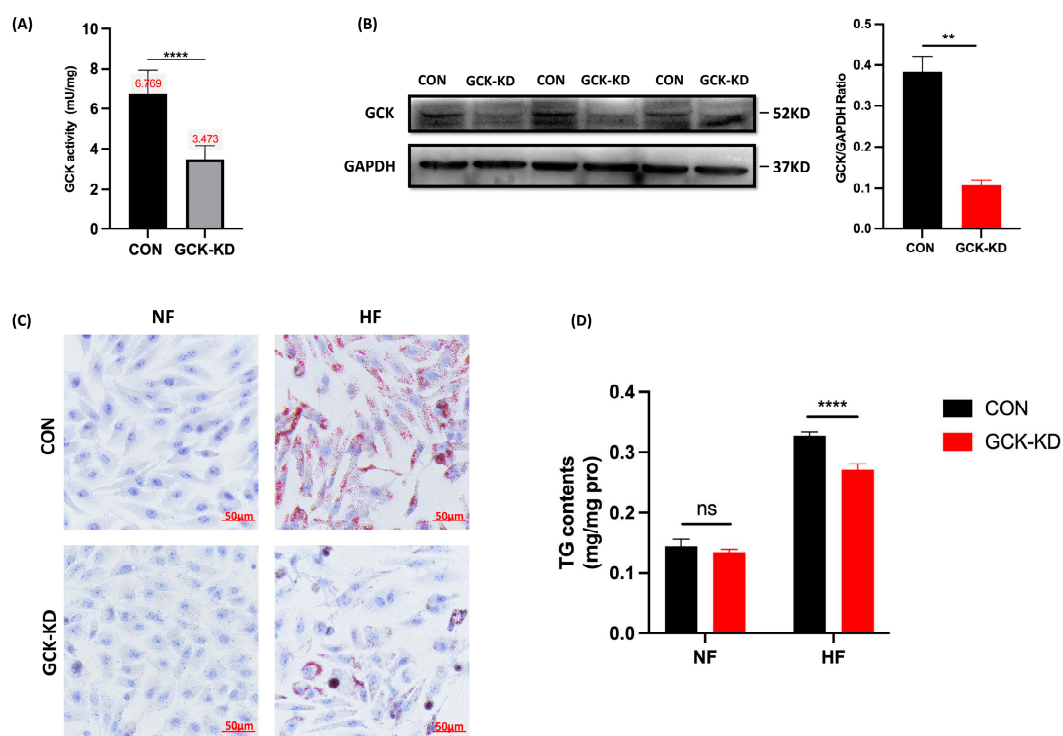 (A)
GCK activity (mU/mg)
10
8
6
4
2
0
****
6.769
3.473
CON GCK-KD
(B)
CON GCK-KD CON GCK-KD CON GCK-KD
GCK
52KD
GAPDH
37KD
GCK/GAPDH Ratio
0.5
0.4
0.3
0.2
0.1
0.0
**
CON GCK-KD
(C)
NF HF
CON
50μm
50μm
GCK-KD
50μm
50μm
(D)
TG contents
(mg/mg pro)
0.4
0.3
0.2
0.1
0.0
ns
****
NF HF
CON
GCK-KD